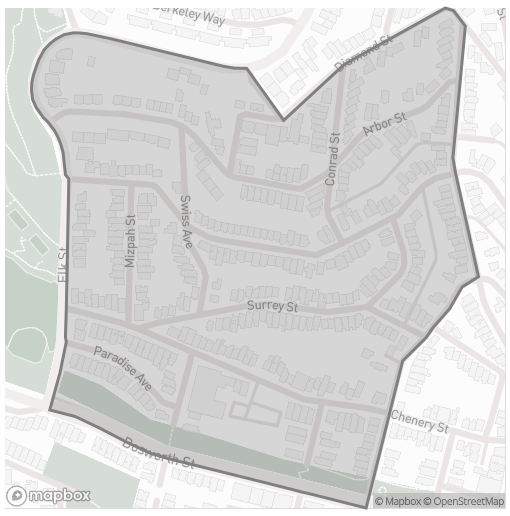 Berkeley Way
St
Diamond St
Arbor St
Conrad St
Swiss Ave
Mizpah St
Elk St
Surrey St
Paradise Ave
Chenery St
Bosworth St
mapbox
© Mapbox © OpenStreetMap